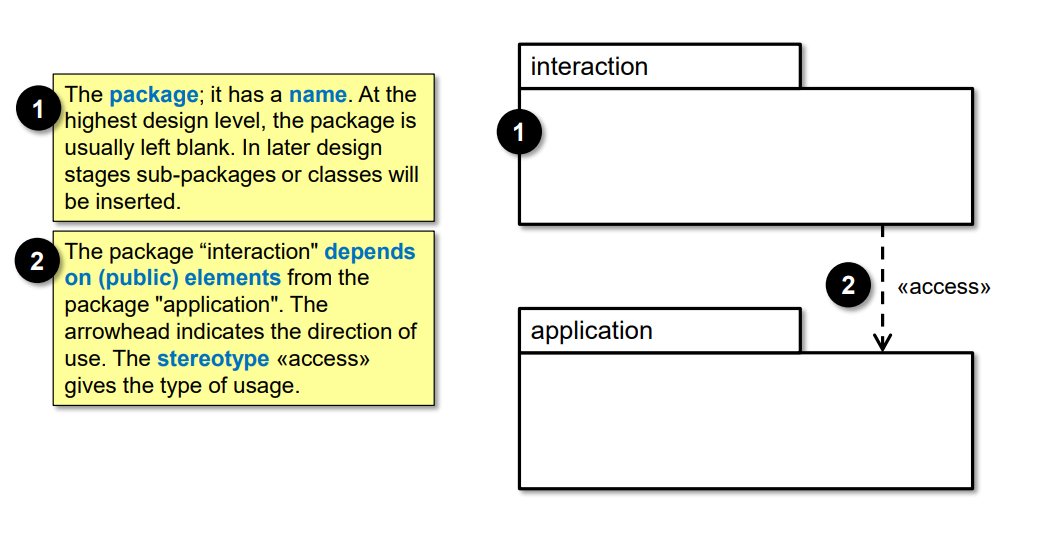 1
The package; it has a name. At the
highest design level, the package is
usually left blank. In later design
stages sub-packages or classes will
be inserted.
2
The package “interaction" depends
on (public) elements from the
package "application". The
arrowhead indicates the direction of
use. The stereotype «access»
gives the type of usage.
interaction
1
2
«access»
application